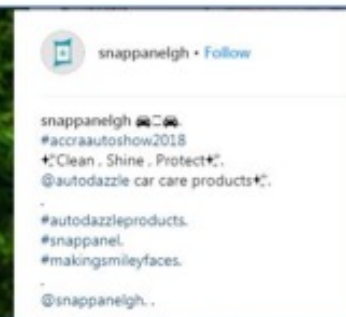 snappanelgh • Follow
snappanelgh 🚘〰🚘.
#accraautoshow2018
✨Clean . Shine . Protect✨.
@autodazzle car care products✨.
.
#autodazzleproducts.
#snappanel.
#makingsmileyfaces.
.
@snappanelgh. .